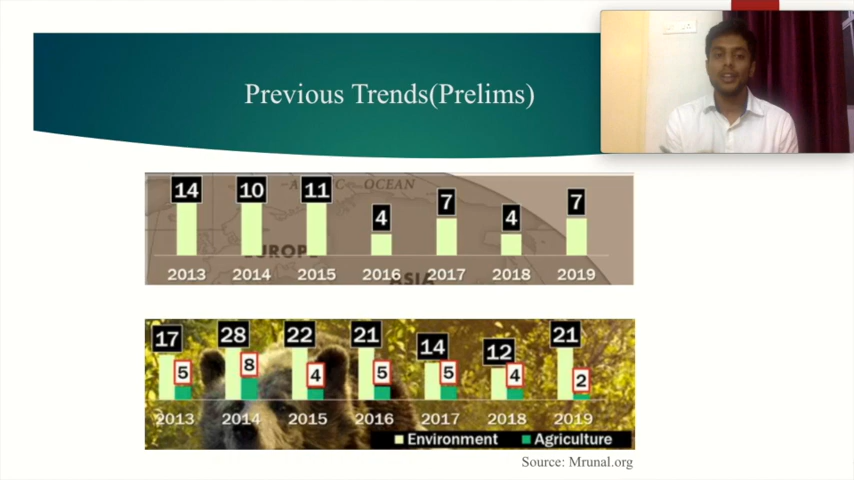 Previous Trends(Prelims)
OCEAN
14 10 11 4 7 4 7
EUROPE
ASIA
2013 2014 2015 2016 2017 2018 2019
17 28 22 21 14 12 21
5 8 4 5 5 4 2
2013 2014 2015 2016 2017 2018 2019
Environment Agriculture
Source: Mrunal.org